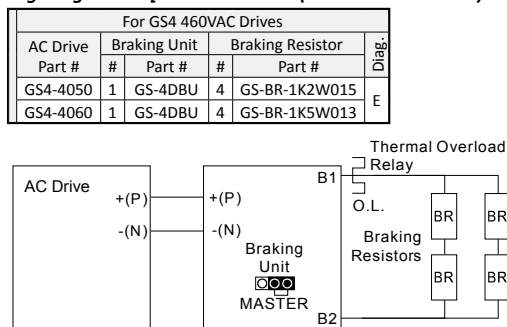 For GS4 460VAC Drives
AC Drive Part # | Braking Unit | Braking Resistor | Diag.
# | Part # | # | Part #
GS4-4050 | 1 | GS-4DBU | 4 | GS-BR-1K2W015 | E
GS4-4060 | 1 | GS-4DBU | 4 | GS-BR-1K5W013
Thermal Overload
Relay
B1
AC Drive
+(P)
+(P)
O.L.
BR
BR
-(N)
-(N)
Braking
Resistors
Braking
Unit
BR
BR
MASTER
B2